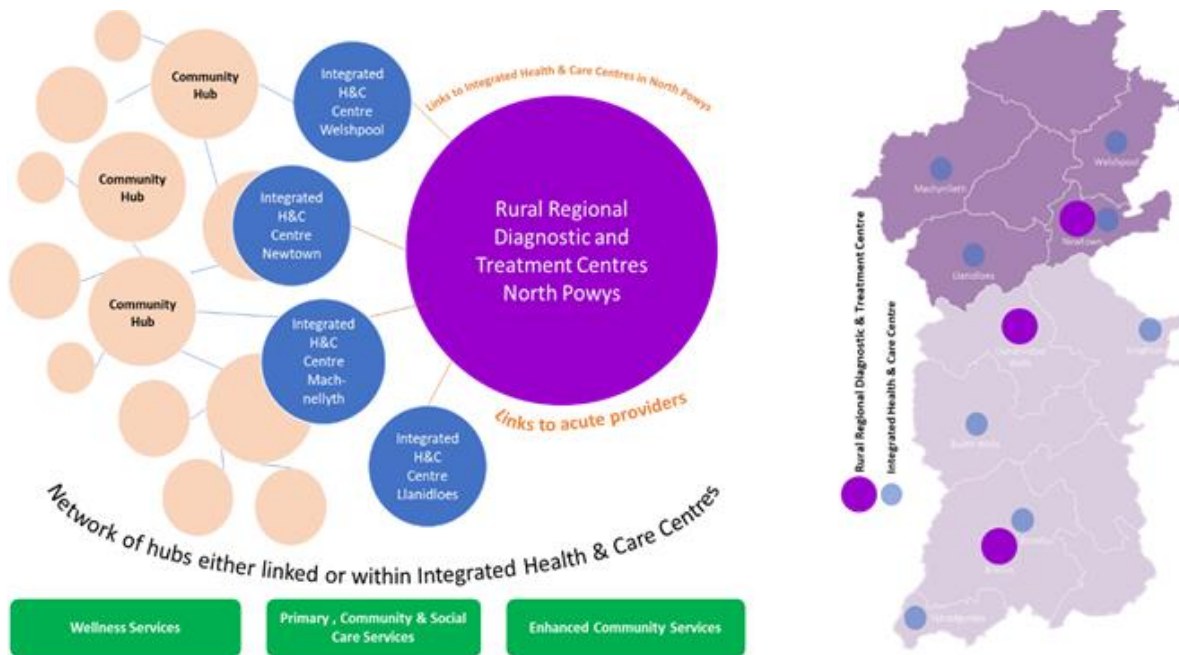 Community
Hub
Community
Hub
Community
Hub
Integrated
H&C
Centre
Welshpool
Integrated
H&C
Centre
Newtown
Integrated
H&C
Centre
Mach-
nellyth
Integrated
H&C
Centre
Llanidloes
Links to Integrated Health & Care Centres in North Powys
Rural Regional
Diagnostic and
Treatment Centres
North Powys
Links to acute providers
Network of hubs either linked or within Integrated Health & Care Centres
Wellness Services
Primary , Community & Social
Care Services
Enhanced Community Services
Rural Regional Diagnostic & Treatment Centre
Integrated Health & Care Centre
Welshpool
Machynlleth
Newtown
Llanidloes